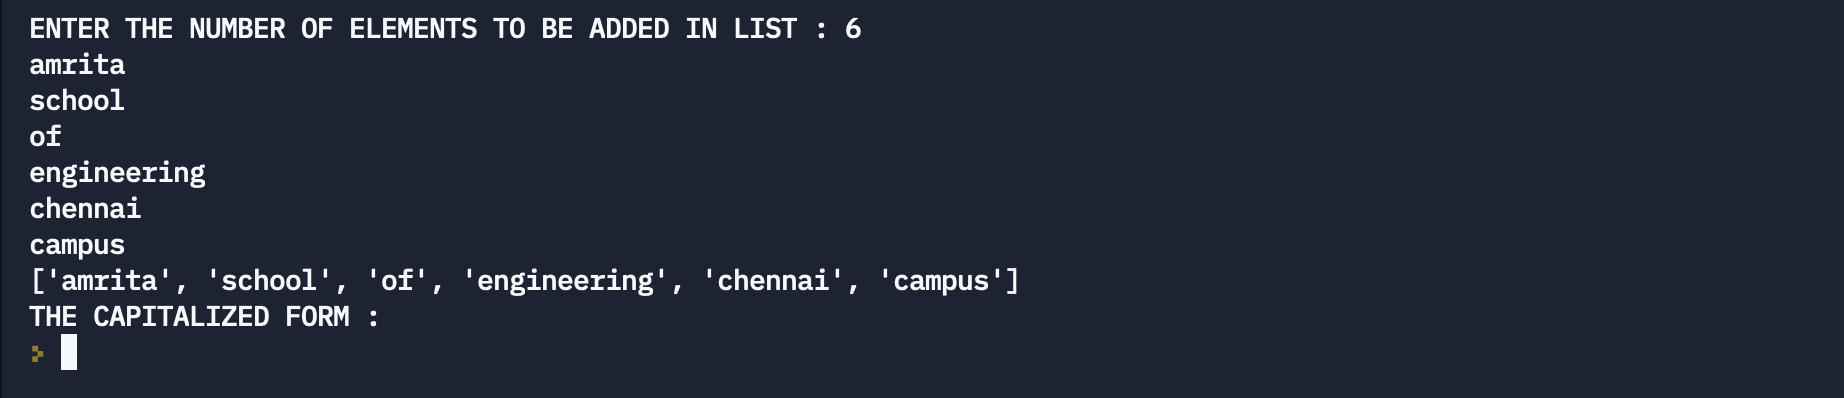 ENTER THE NUMBER OF ELEMENTS TO BE ADDED IN LIST : 6
amrita
school
of
engineering
chennai
campus
['amrita', 'school', 'of', 'engineering', 'chennai', 'campus']
THE CAPITALIZED FORM :
>